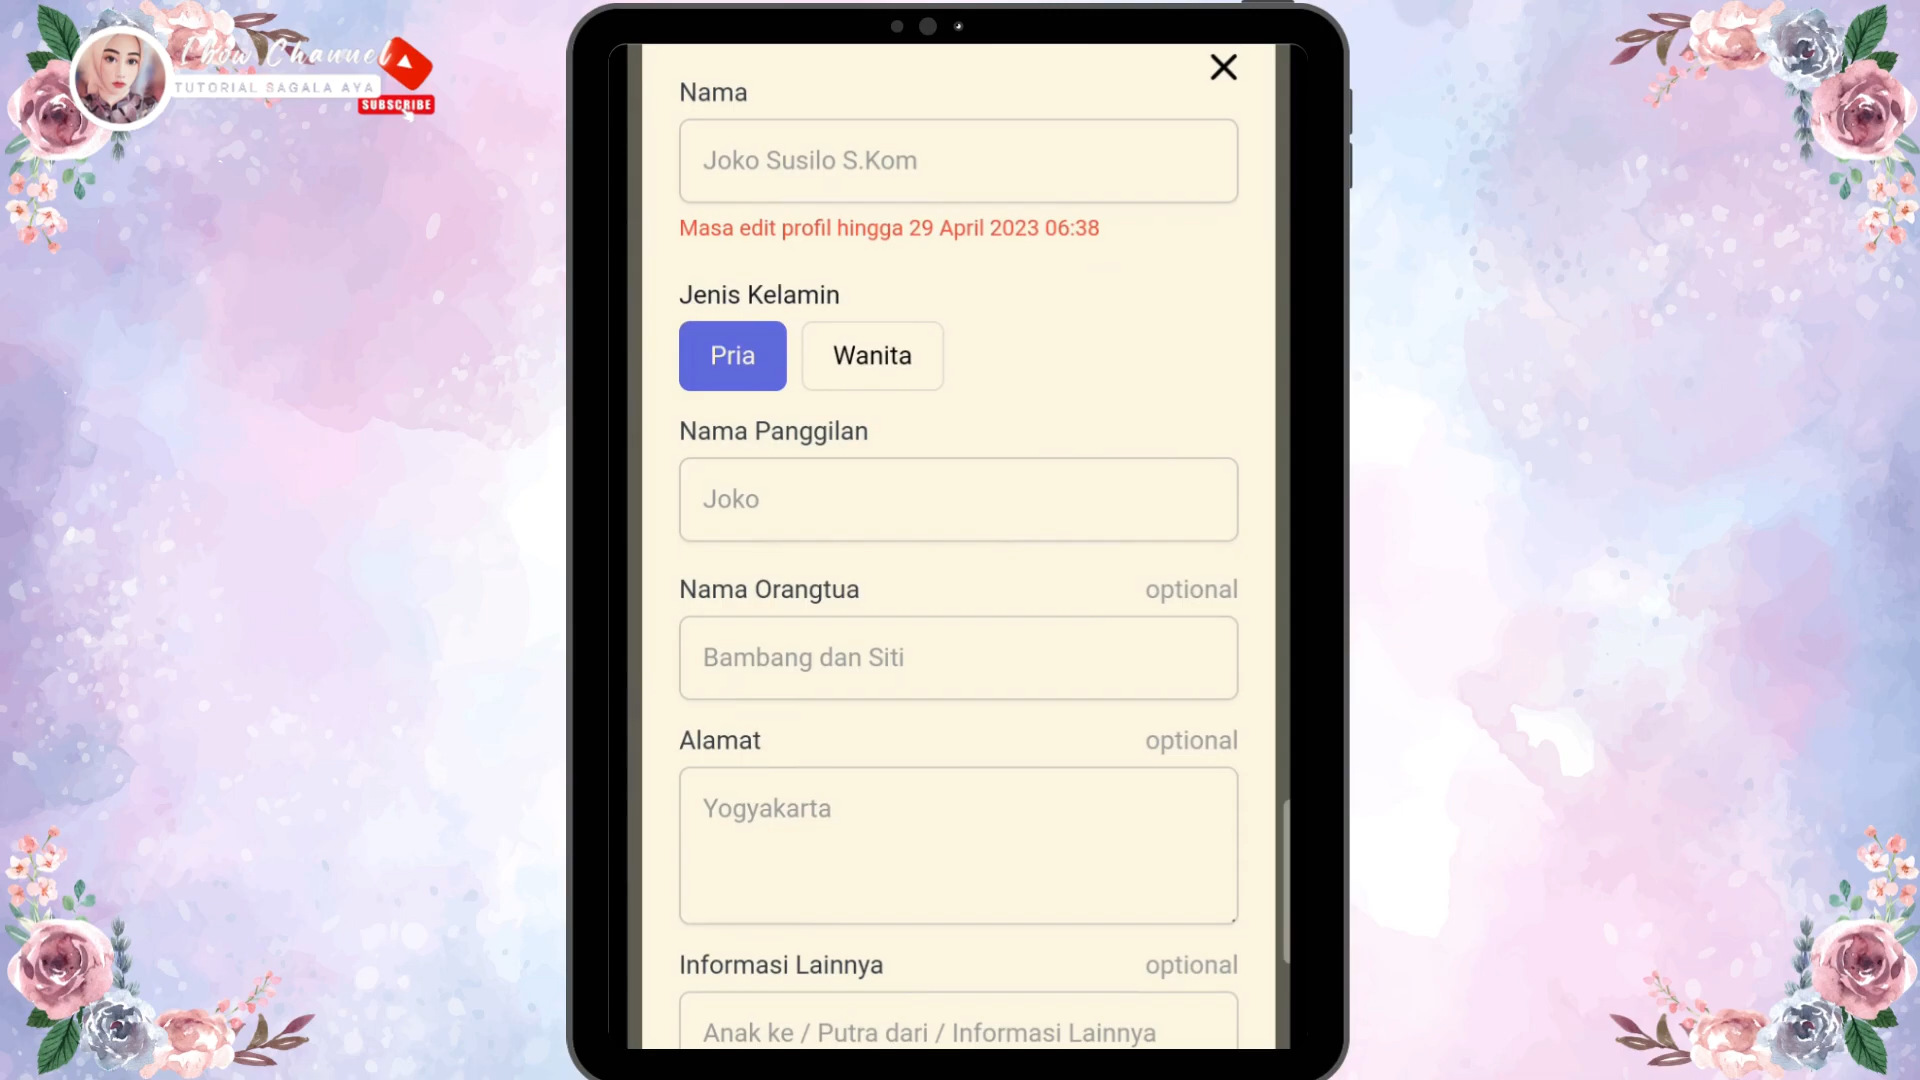 Lbow Channel
TUTORIAL SAGALA AYA
SUBSCRIBE
Nama
Joko Susilo S.Kom
Masa edit profil hingga 29 April 2023 06:38
Jenis Kelamin
Pria Wanita
Nama Panggilan
Joko
Nama Orangtua optional
Bambang dan Siti
Alamat optional
Yogyakarta
Informasi Lainnya optional
Anak ke / Putra dari / Informasi Lainnya